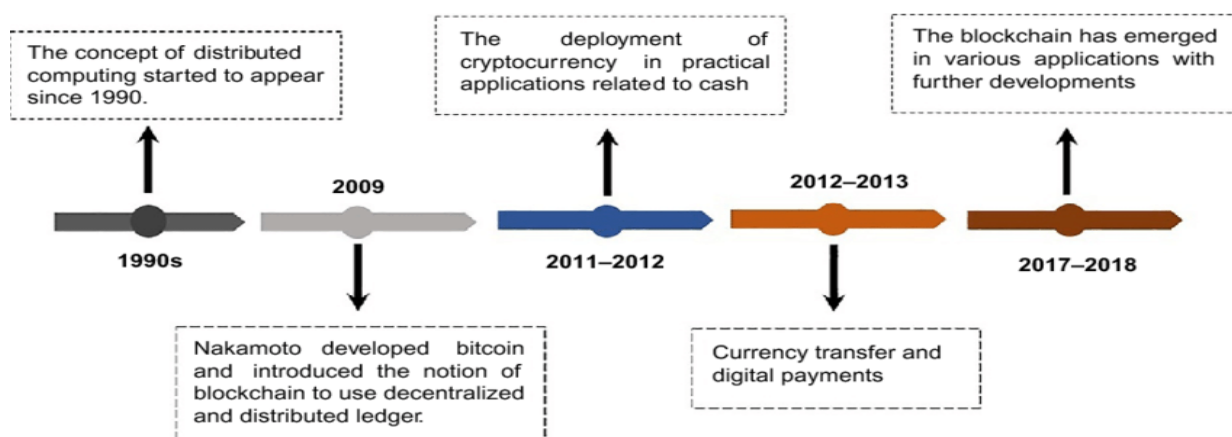 The concept of distributed
computing started to appear
since 1990.
The deployment of
cryptocurrency in practical
applications related to cash
The blockchain has emerged
in various applications with
further developments
2009
2012–2013
1990s
2011–2012
2017–2018
Nakamoto developed bitcoin
and introduced the notion of
blockchain to use decentralized
and distributed ledger.
Currency transfer and
digital payments